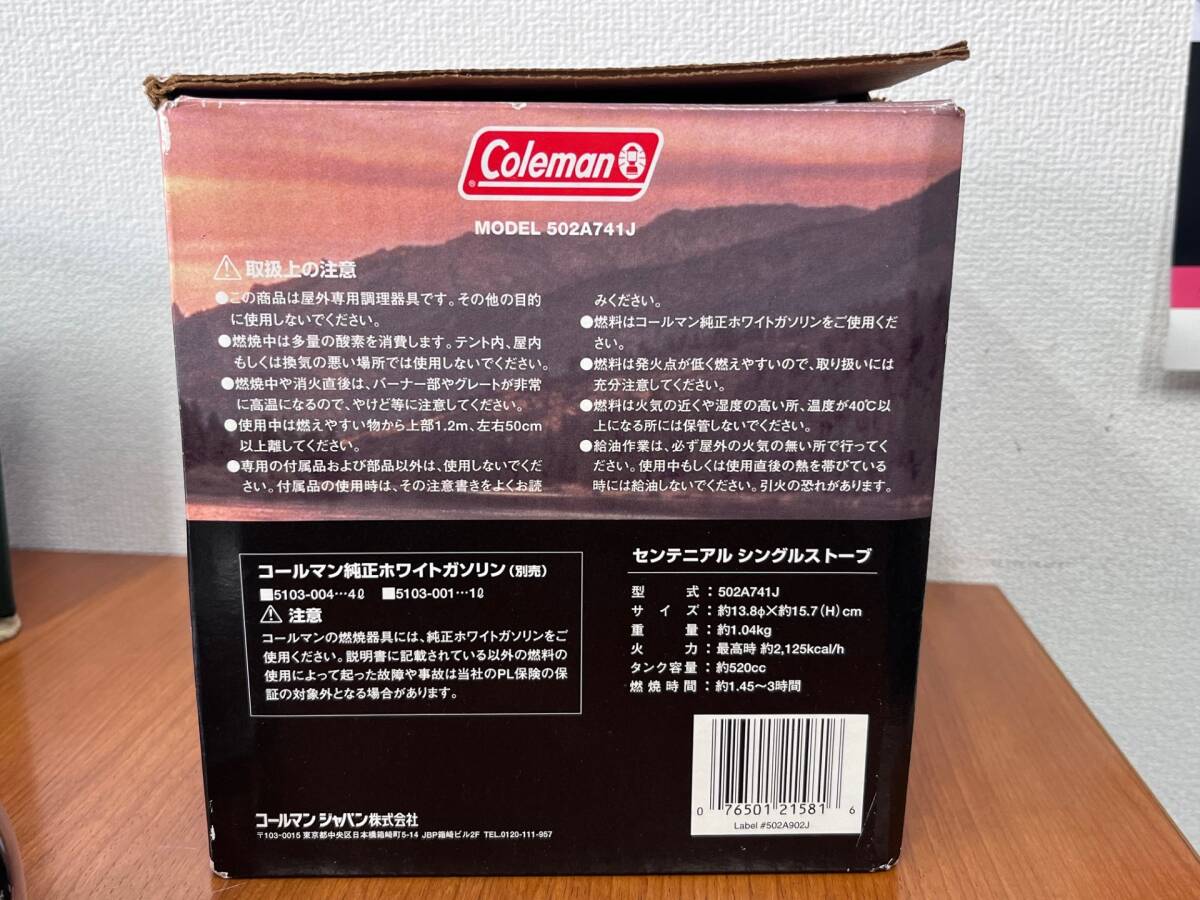 Coleman
MODEL 502A741J
⚠ 取扱上の注意
●この商品は屋外専用調理器具です。その他の目的
に使用しないでください。
●燃焼中は多量の酸素を消費します。テント内、屋内
もしくは換気の悪い場所では使用しないでください。
●燃焼中や消火直後は、バーナー部やグレートが非常
に高温になるので、やけど等に注意してください。
●使用中は燃えやすい物から上部1.2m、左右50cm
以上離してください。
●専用の付属品および部品以外は、使用しないでくだ
さい。付属品の使用時は、その注意書きをよくお読
みください。
●燃料はコールマン純正ホワイトガソリンをご使用くだ
さい。
●燃料は発火点が低く燃えやすいので、取り扱いには
充分注意してください。
●燃料は火気の近くや湿度の高い所、温度が40℃以
上になる所には保管しないでください。
●給油作業は、必ず屋外の火気の無い所で行ってく
ださい。使用中もしくは使用直後の熱を帯びている
時には給油しないでください。引火の恐れがあります。
コールマン純正ホワイトガソリン(別売)
■5103-004…4ℓ ■5103-001…1ℓ
⚠ 注意
コールマンの燃焼器具には、純正ホワイトガソリンをご
使用ください。説明書に記載されている以外の燃料の
使用によって起った故障や事故は当社のPL保険の保
証の対象外となる場合があります。
センテニアル シングルストーブ
型 式:502A741J
サ イ ズ:約13.8φ×約15.7(H)cm
重 量:約1.04kg
火 力:最高時 約2,125kcal/h
タンク容量:約520cc
燃焼時間:約1.45〜3時間
0 76501 21581 6
Label #502A902J
コールマン ジャパン株式会社
〒103-0015 東京都中央区日本橋箱崎町5-14 JBP箱崎ビル2F TEL.0120-111-957